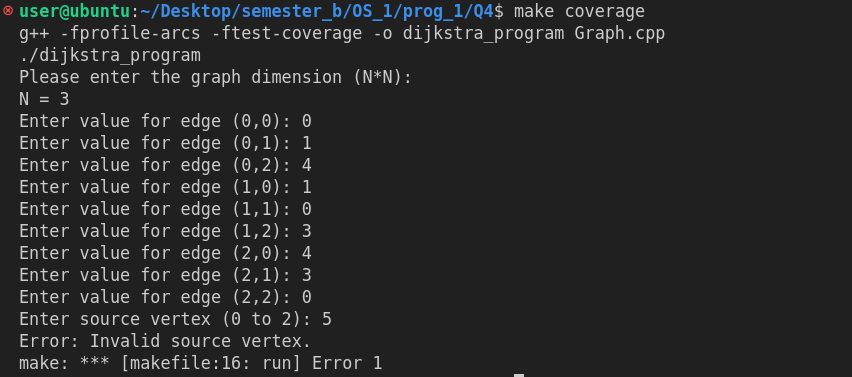 user@ubuntu:~/Desktop/semester_b/OS_1/prog_1/Q4$ make coverage
g++ -fprofile-arcs -ftest-coverage -o dijkstra_program Graph.cpp
./dijkstra_program
Please enter the graph dimension (N*N):
N = 3
Enter value for edge (0,0): 0
Enter value for edge (0,1): 1
Enter value for edge (0,2): 4
Enter value for edge (1,0): 1
Enter value for edge (1,1): 0
Enter value for edge (1,2): 3
Enter value for edge (2,0): 4
Enter value for edge (2,1): 3
Enter value for edge (2,2): 0
Enter source vertex (0 to 2): 5
Error: Invalid source vertex.
make: *** [makefile:16: run] Error 1